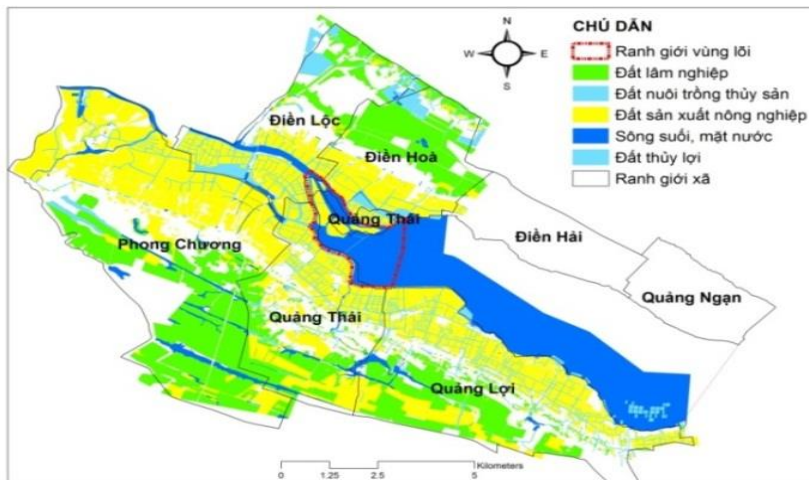 CHÚ DẪN
N
W
E
S
Ranh giới vùng lõi
Đất lâm nghiệp
Đất nuôi trồng thủy sản
Đất sản xuất nông nghiệp
Sông suối, mặt nước
Đất thủy lợi
Ranh giới xã
Điền Lộc
Điền Hoà
Quảng Thái
Điền Hải
Phong Chương
Quảng Ngạn
Quảng Thái
Quảng Lợi
Kilometers
0 1.25 2.5 5